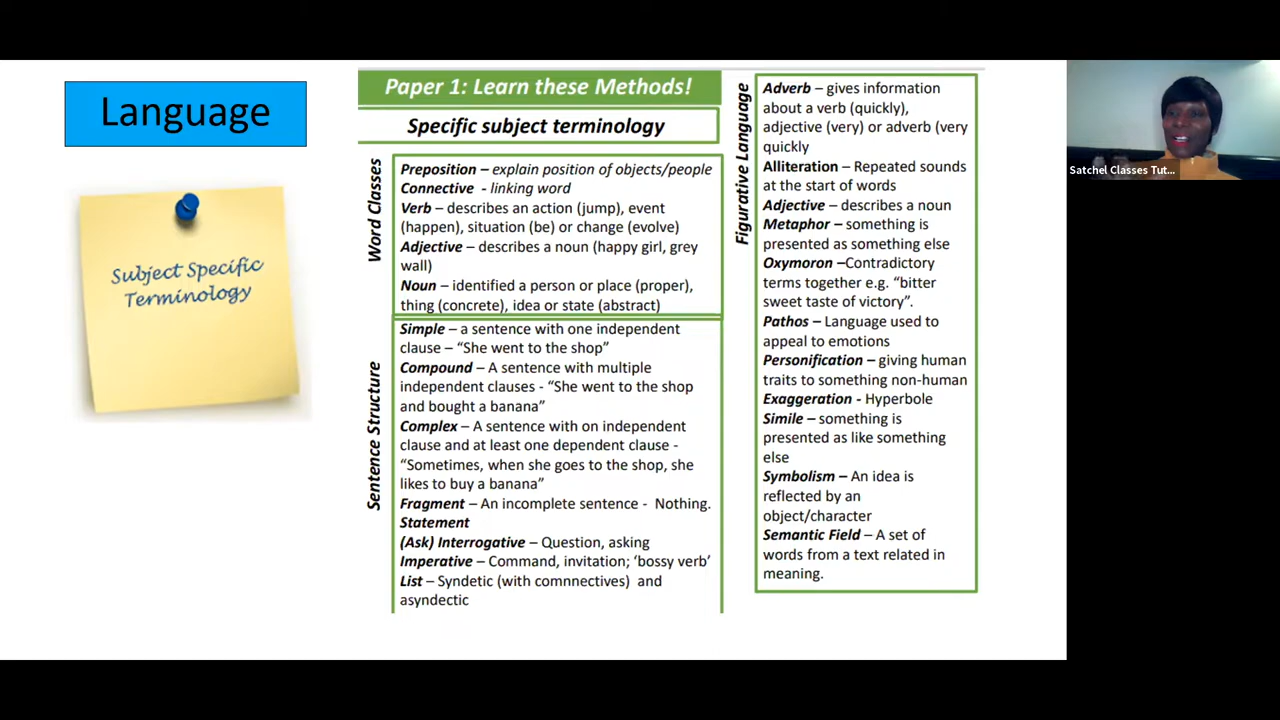 Language
Subject Specific
Terminology
Paper 1: Learn these Methods!
Specific subject terminology
Word Classes
Preposition – explain position of objects/people
Connective - linking word
Verb – describes an action (jump), event
(happen), situation (be) or change (evolve)
Adjective – describes a noun (happy girl, grey
wall)
Noun – identified a person or place (proper),
thing (concrete), idea or state (abstract)
Sentence Structure
Simple – a sentence with one independent
clause – “She went to the shop”
Compound – A sentence with multiple
independent clauses - “She went to the shop
and bought a banana”
Complex – A sentence with on independent
clause and at least one dependent clause -
“Sometimes, when she goes to the shop, she
likes to buy a banana”
Fragment – An incomplete sentence - Nothing.
Statement
(Ask) Interrogative – Question, asking
Imperative – Command, invitation; ‘bossy verb’
List – Syndetic (with comnnectives) and
asyndectic
Figurative Language
Adverb – gives information
about a verb (quickly),
adjective (very) or adverb (very
quickly
Alliteration – Repeated sounds
at the start of words
Adjective – describes a noun
Metaphor – something is
presented as something else
Oxymoron –Contradictory
terms together e.g. “bitter
sweet taste of victory”.
Pathos – Language used to
appeal to emotions
Personification – giving human
traits to something non-human
Exaggeration - Hyperbole
Simile – something is
presented as like something
else
Symbolism – An idea is
reflected by an
object/character
Semantic Field – A set of
words from a text related in
meaning.
Satchel Classes Tut...